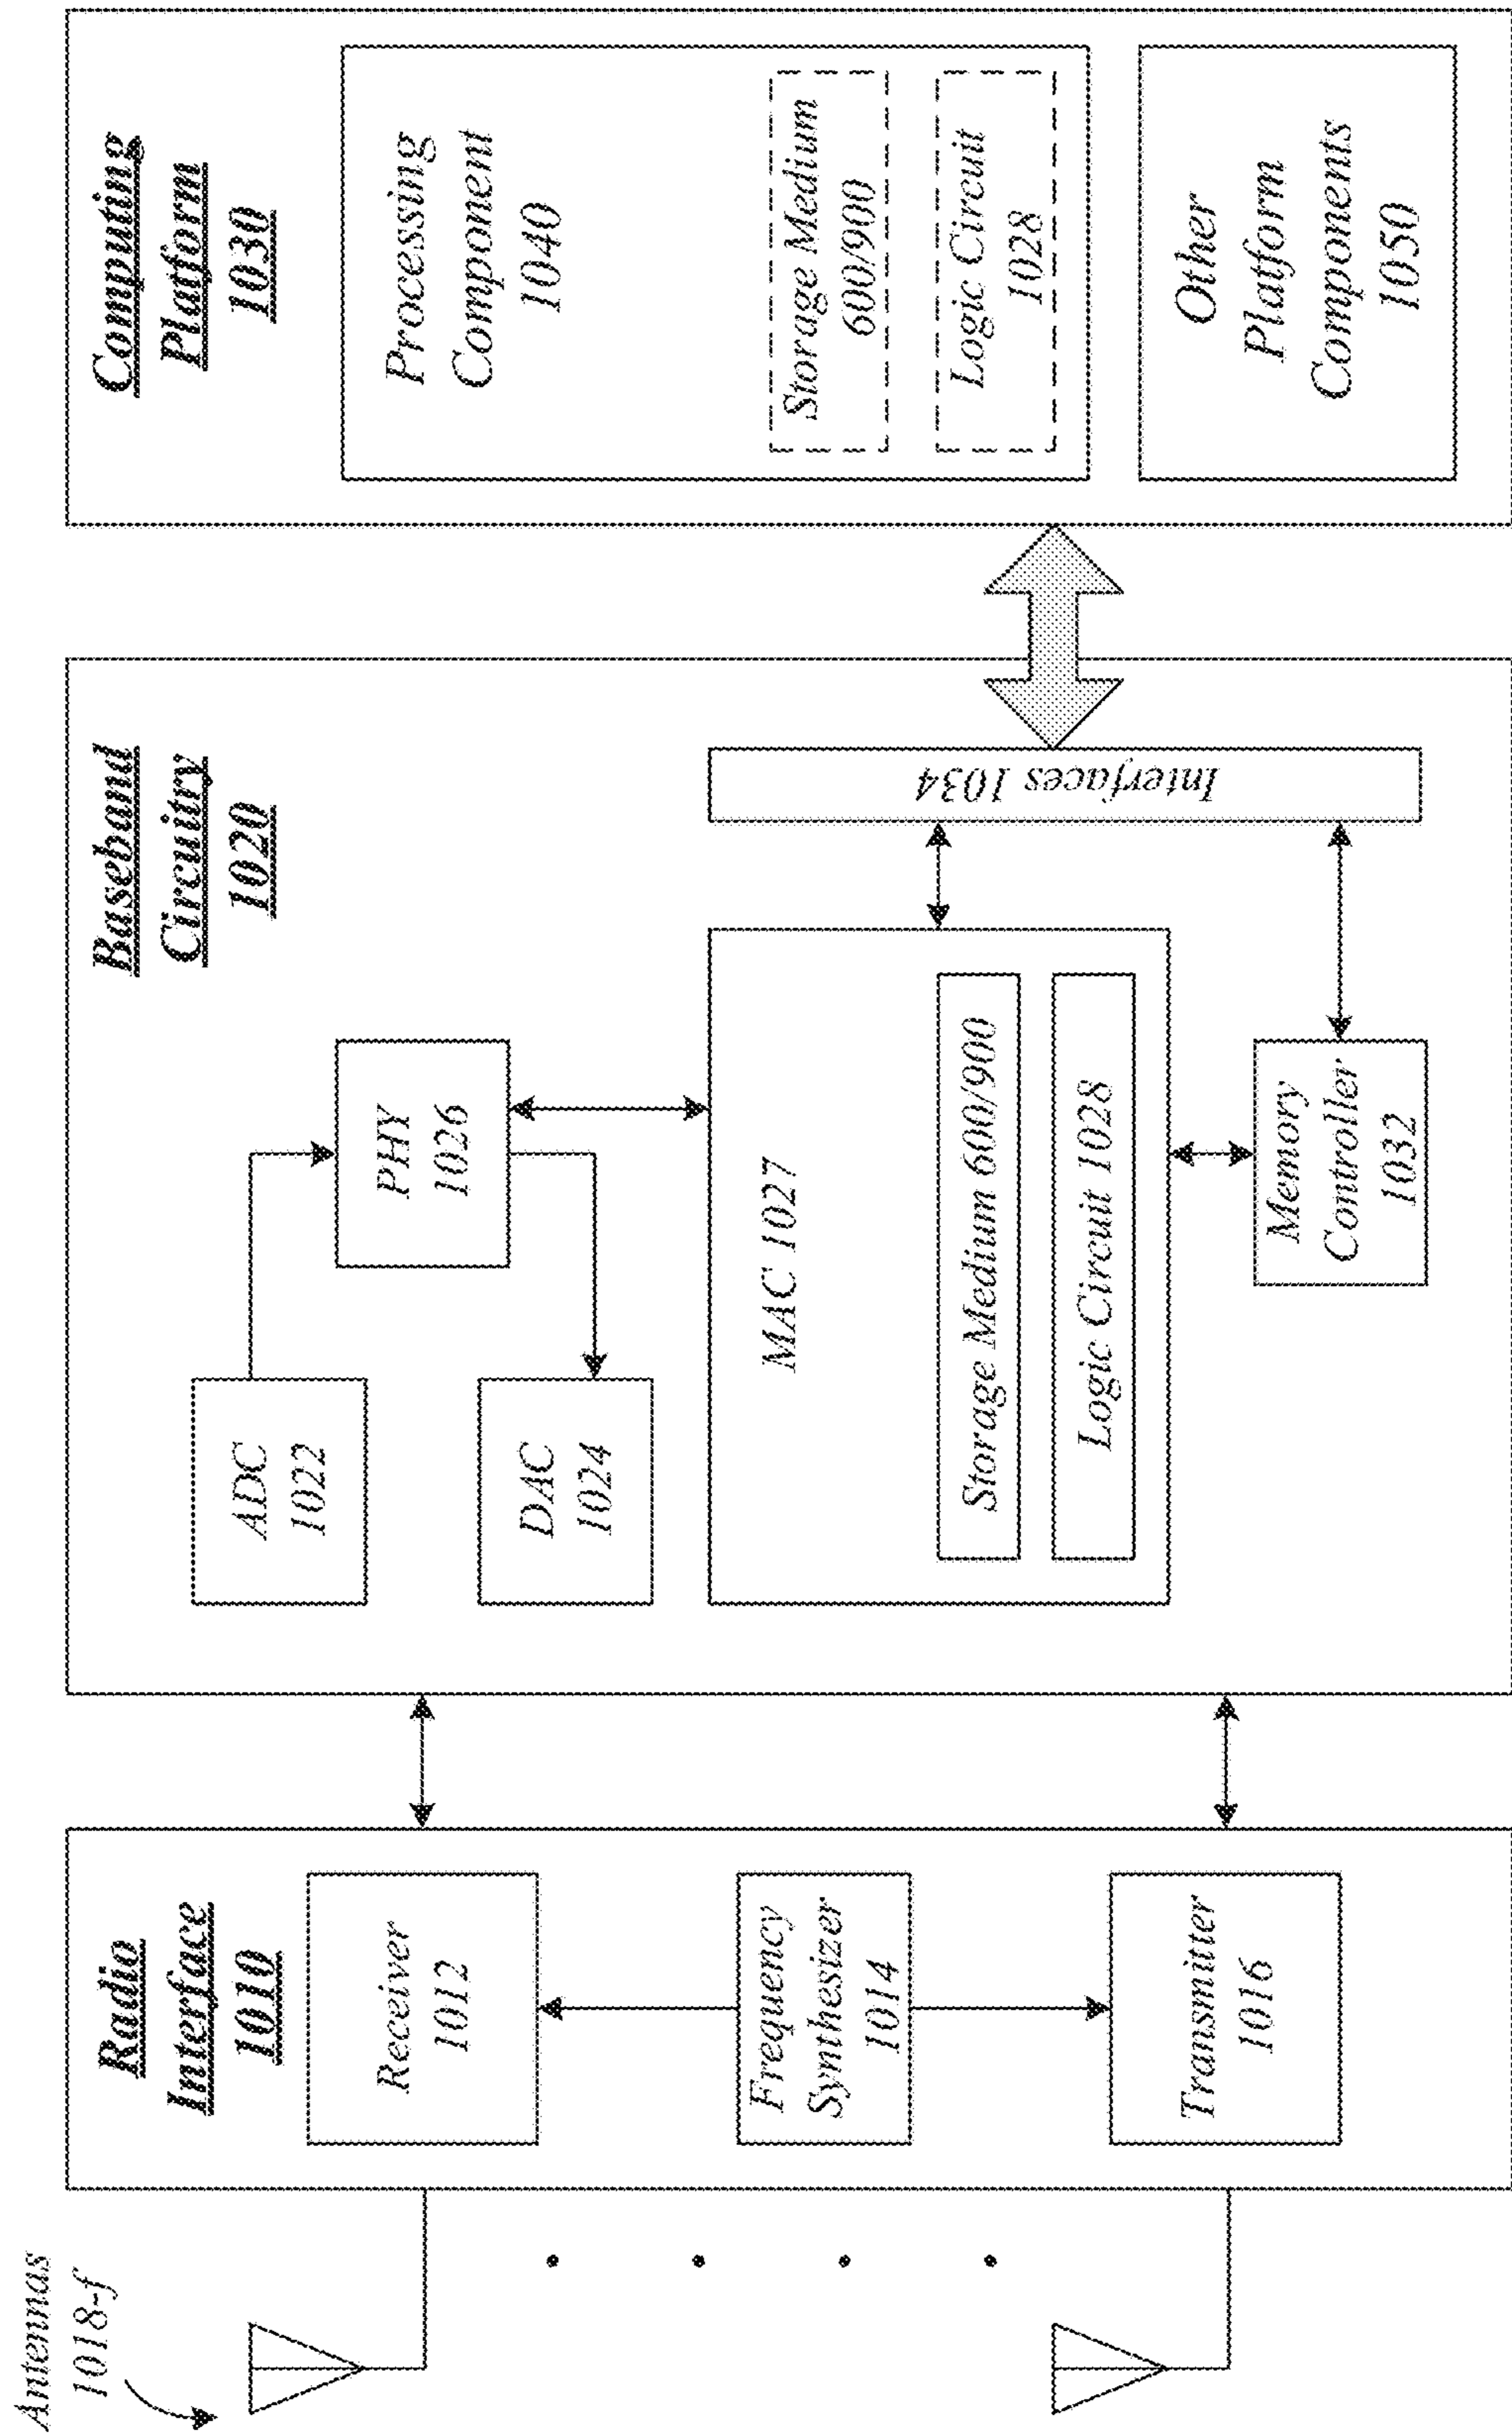 Antennas
1018-f
Radio
Interface
1010
Receiver
1012
Frequency
Synthesizer
1014
Transmitter
1016
Baseband
Circuitry
1020
ADC
1022
PHY
1026
DAC
1024
MAC 1027
Storage Medium 600/900
Logic Circuit 1028
Memory
Controller
1032
Interfaces 1034
Computing
Platform
1030
Processing
Component
1040
Storage Medium
600/900
Logic Circuit
1028
Other
Platform
Components
1050